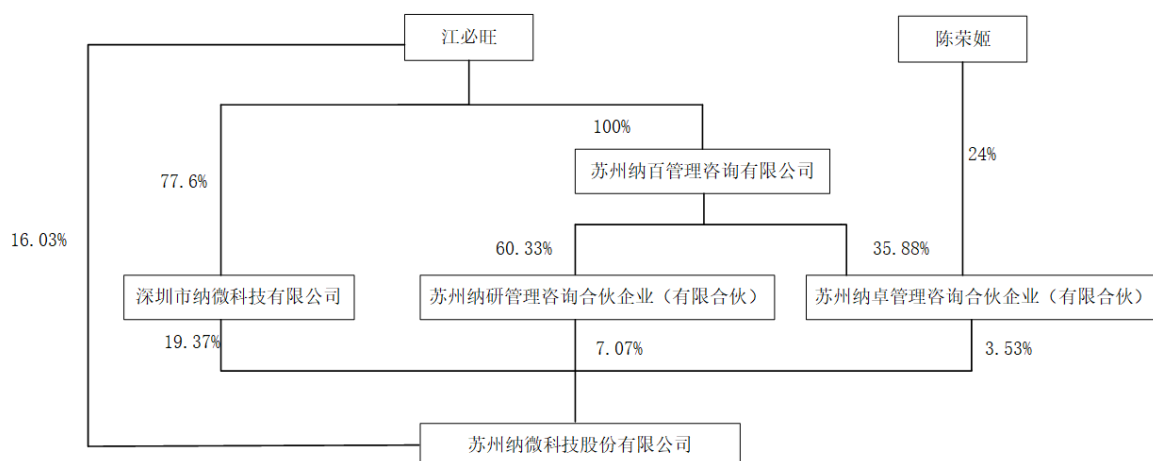 江必旺
陈荣姬
100%
苏州纳百管理咨询有限公司
24%
77.6%
16.03%
60.33%
35.88%
深圳市纳微科技有限公司
苏州纳研管理咨询合伙企业（有限合伙）
苏州纳卓管理咨询合伙企业（有限合伙）
19.37%
7.07%
3.53%
苏州纳微科技股份有限公司